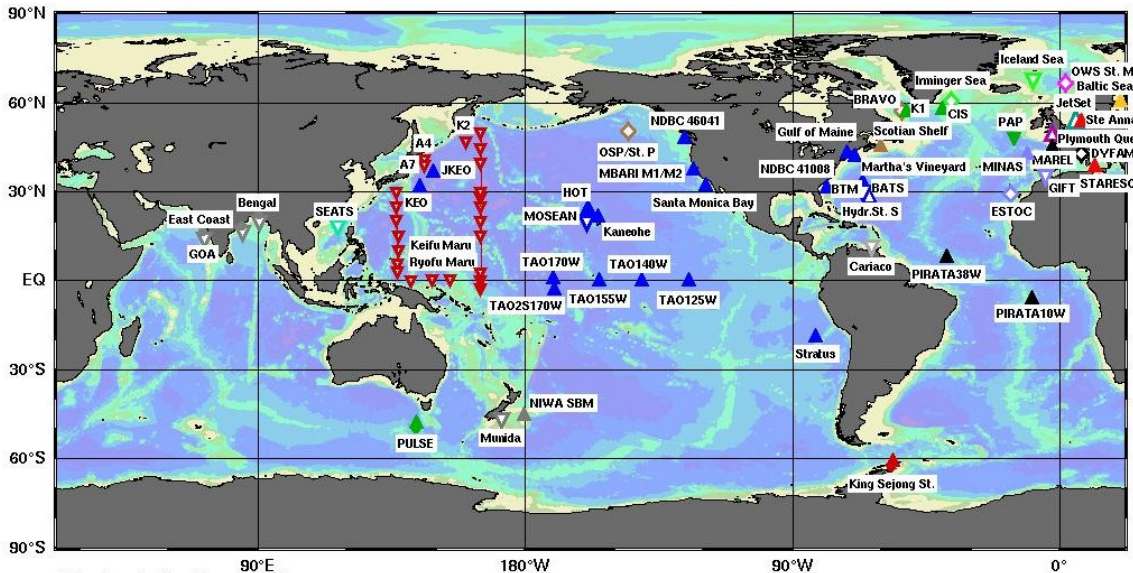 90°N
60°N
30°N
EQ
30°S
60°S
90°S
90°E
180°W
90°W
0°
Iceland Sea
OWS St. M
Irminger Sea
Baltic Sea
BRAVO
K1
CIS
JetSet
Ste Anna
PAP
Plymouth Que
K2
NDBC 46041
Gulf of Maine
Scotian Shelf
A4
OSP/St. P
MAREL
DYFAM
A7
JKEO
MBARI M1/M2
NDBC 41008
Martha's Vineyard
MINAS
GIFT
STARESO
KEO
HOT
BTM
BATS
Bengal
SEATS
MOSEAN
Santa Monica Bay
Hydr.St. S
ESTOC
East Coast
Kaneohe
GOA
Keifu Maru
Ryofu Maru
Cariaco
TAO170W
TAO140W
PIRATA38W
TAO2S170W
TAO155W
TAO125W
PIRATA10W
Stratus
NIWA SBM
PULSE
Munida
King Sejong St.